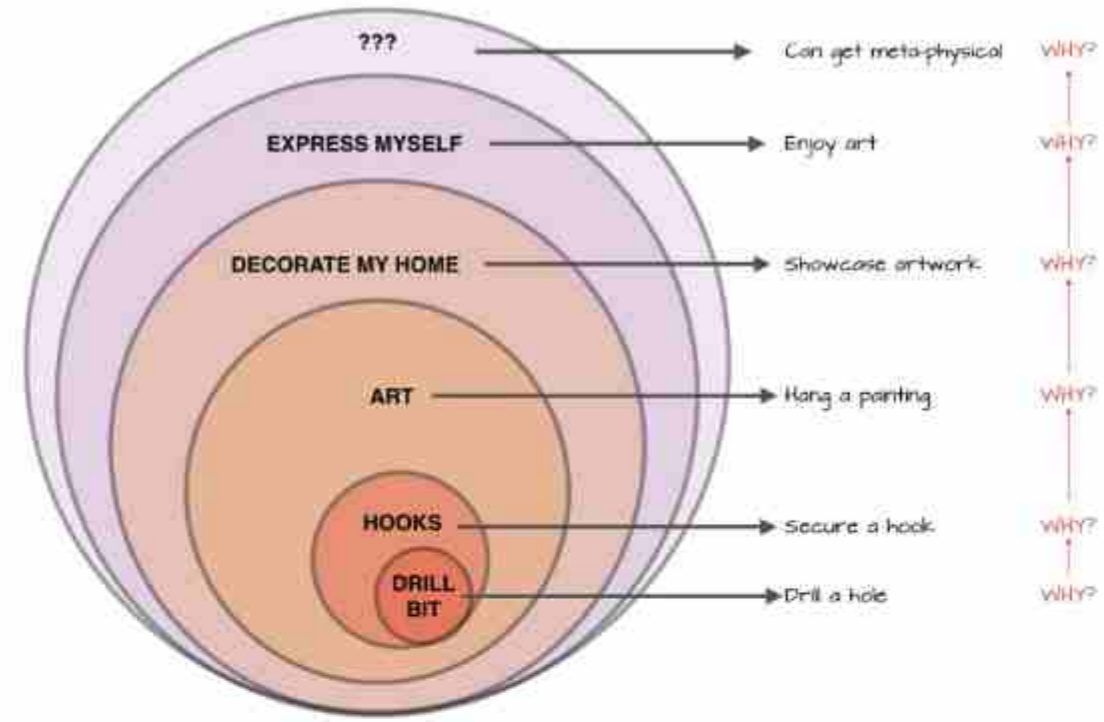 ??? Can get meta-physical WHY?
EXPRESS MYSELF Enjoy art WHY?
DECORATE MY HOME Showcase artwork WHY?
ART Hang a painting WHY?
HOOKS Secure a hook WHY?
DRILL Drill a hole WHY?
BIT